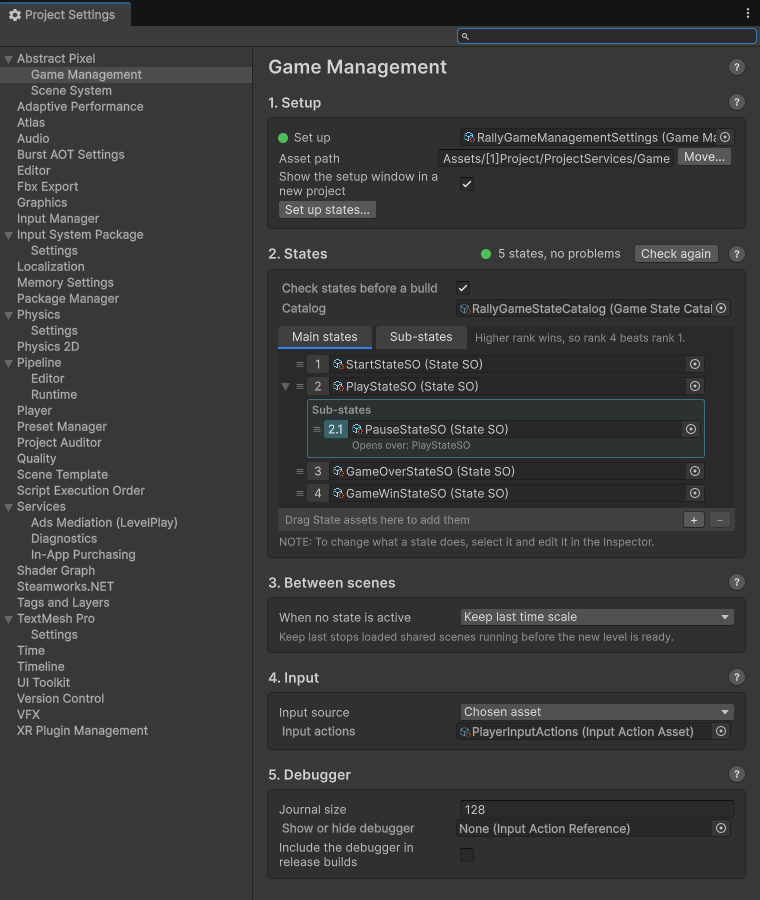 Project Settings
Abstract Pixel
Game Management
Scene System
Adaptive Performance
Atlas
Audio
Burst AOT Settings
Editor
Fbx Export
Graphics
Input Manager
Input System Package
Settings
Localization
Memory Settings
Package Manager
Physics
Settings
Physics 2D
Pipeline
Editor
Runtime
Player
Preset Manager
Project Auditor
Quality
Scene Template
Script Execution Order
Services
Ads Mediation (LevelPlay)
Diagnostics
In-App Purchasing
Shader Graph
Steamworks.NET
Tags and Layers
TextMesh Pro
Settings
Time
Timeline
UI Toolkit
Version Control
VFX
XR Plugin Management
Game Management ?
1. Setup ?
Set up RallyGameManagementSettings (Game Ma
Asset path Assets/[1]Project/ProjectServices/Game Move...
Show the setup window in a
new project
Set up states...
2. States 5 states, no problems Check again ?
Check states before a build
Catalog RallyGameStateCatalog (Game State Catal
Main states Sub-states Higher rank wins, so rank 4 beats rank 1.
1 StartStateSO (State SO)
2 PlayStateSO (State SO)
Sub-states
2.1 PauseStateSO (State SO)
Opens over: PlayStateSO
3 GameOverStateSO (State SO)
4 GameWinStateSO (State SO)
Drag State assets here to add them + −
NOTE: To change what a state does, select it and edit it in the Inspector.
3. Between scenes ?
When no state is active Keep last time scale
Keep last stops loaded shared scenes running before the new level is ready.
4. Input ?
Input source Chosen asset
Input actions PlayerInputActions (Input Action Asset)
5. Debugger ?
Journal size 128
Show or hide debugger None (Input Action Reference)
Include the debugger in
release builds